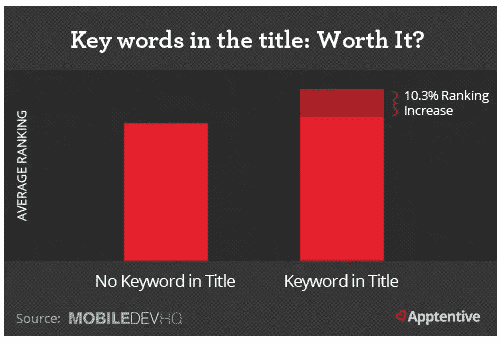 Key words in the title: Worth It?
AVERAGE RANKING
10.3% Ranking
Increase
No Keyword in Title
Keyword in Title
Source: MOBILEDEVHQ
Apptentive